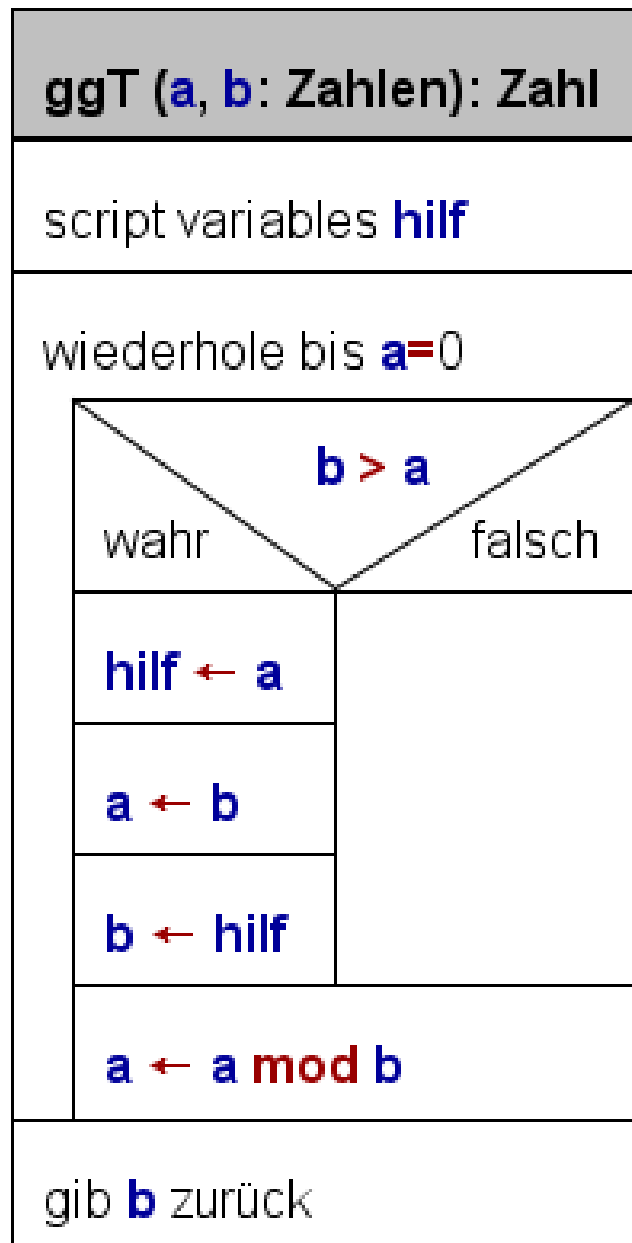 ggT (a, b: Zahlen): Zahl
script variables hilf
wiederhole bis a=0
b > a
wahr falsch
hilf ← a
a ← b
b ← hilf
a ← a mod b
gib b zurück